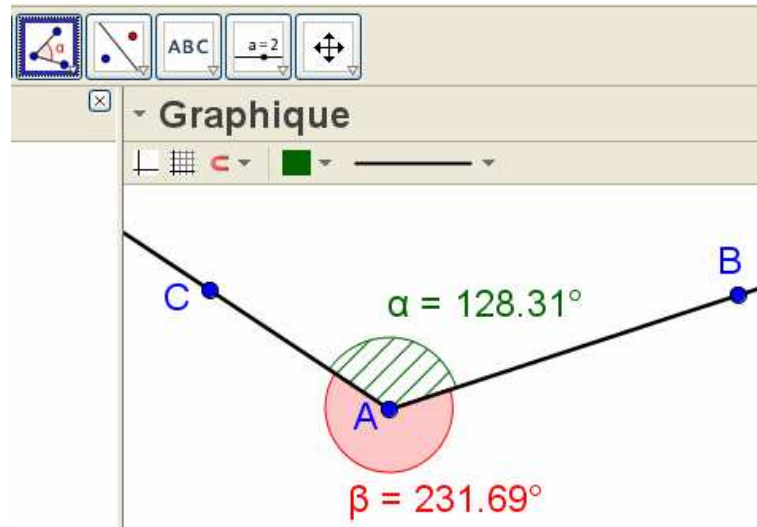 α
ABC
a=2
Graphique
B
C
α = 128.31°
A
β = 231.69°